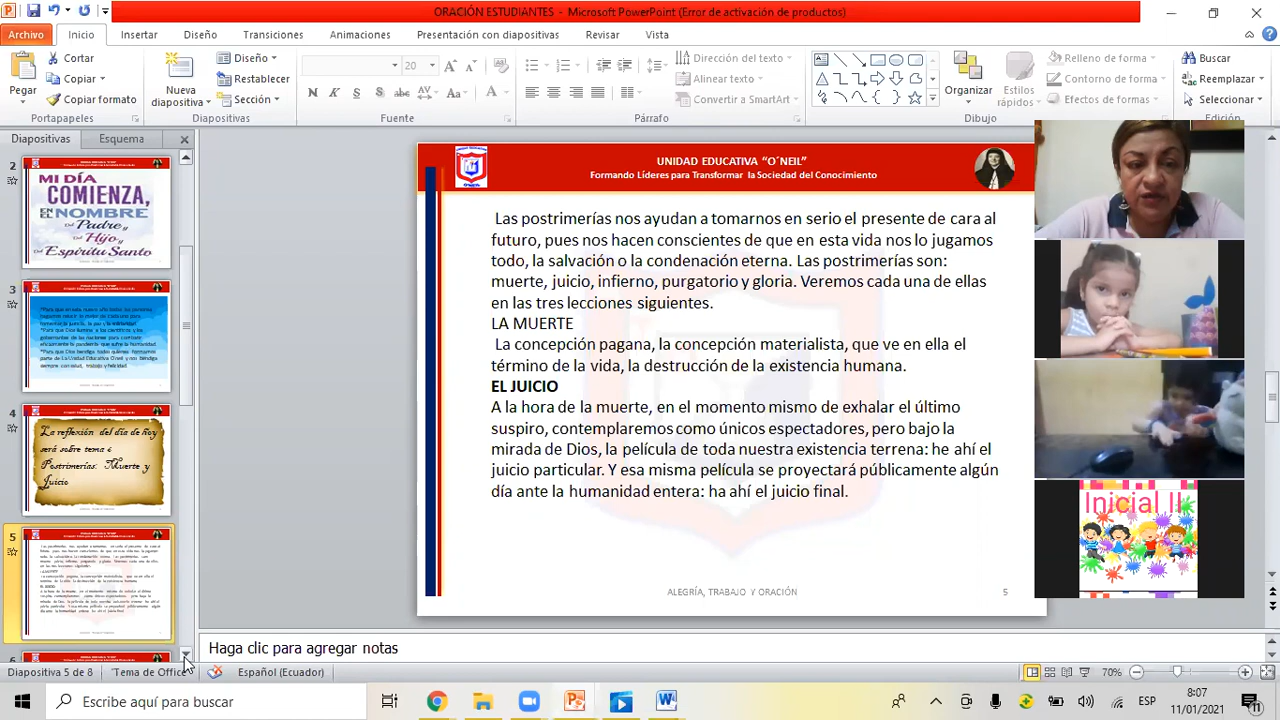 ORACIÓN ESTUDIANTES - Microsoft PowerPoint (Error de activación de productos)
Archivo Inicio Insertar Diseño Transiciones Animaciones Presentación con diapositivas Revisar Vista
Pegar
Cortar
Copiar
Copiar formato
Portapapeles
Nueva diapositiva
Diseño
Restablecer
Sección
Diapositivas
20
N K S S abc AV Aa A
Fuente
Párrafo
Dirección del texto
Alinear texto
Convertir a SmartArt
Organizar
Estilos rápidos
Relleno de forma
Contorno de forma
Efectos de formas
Dibujo
Buscar
Reemplazar
Seleccionar
Edición
Diapositivas Esquema
2
MI DÍA
COMIENZA,
EN EL NOMBRE
Del Padre y
Del Hijo y
Del Espíritu Santo
3
4
La reflexión del día de hoy
será sobre tema 6
Postrimerías: Muerte y
Juicio
6
UNIDAD EDUCATIVA “O´NEIL”
Formando Líderes para Transformar la Sociedad del Conocimiento
Las postrimerías nos ayudan a tomarnos en serio el presente de cara al
futuro, pues nos hacen conscientes de que en esta vida nos lo jugamos
todo, la salvación o la condenación eterna. Las postrimerías son:
muerte, juicio, infierno, purgatorio y gloria. Veremos cada una de ellas
en las tres lecciones siguientes.
LA MUERTE
La concepción pagana, la concepción materialista, que ve en ella el
término de la vida, la destrucción de la existencia humana.
EL JUICIO
A la hora de la muerte, en el momento mismo de exhalar el último
suspiro, contemplaremos como únicos espectadores, pero bajo la
mirada de Dios, la película de toda nuestra existencia terrena: he ahí el
juicio particular. Y esa misma película se proyectará públicamente algún
día ante la humanidad entera: ha ahí el juicio final.
ALEGRÍA, TRABAJO
5
Inicial II
Haga clic para agregar notas
Diapositiva 5 de 8 "Tema de Office" Español (Ecuador) 70%
Escribe aquí para buscar
ESP
8:07
11/01/2021